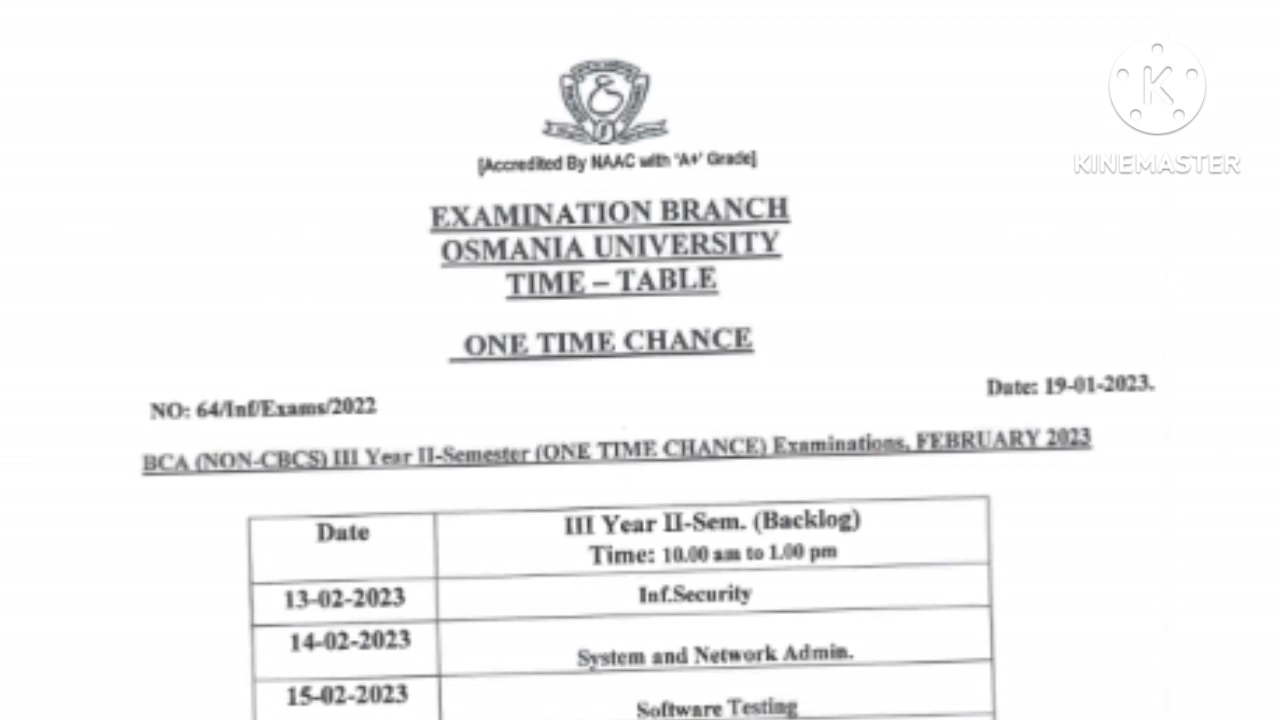 KINEMASTER
[Accredited By NAAC with 'A+' Grade]
EXAMINATION BRANCH
OSMANIA UNIVERSITY
TIME – TABLE
ONE TIME CHANCE
NO: 64/Inf/Exams/2022
Date: 19-01-2023.
BCA (NON-CBCS) III Year II-Semester (ONE TIME CHANCE) Examinations, FEBRUARY 2023
Date
III Year II-Sem. (Backlog)
Time: 10.00 am to 1.00 pm
13-02-2023
Inf.Security
14-02-2023
System and Network Admin.
15-02-2023
Software Testing